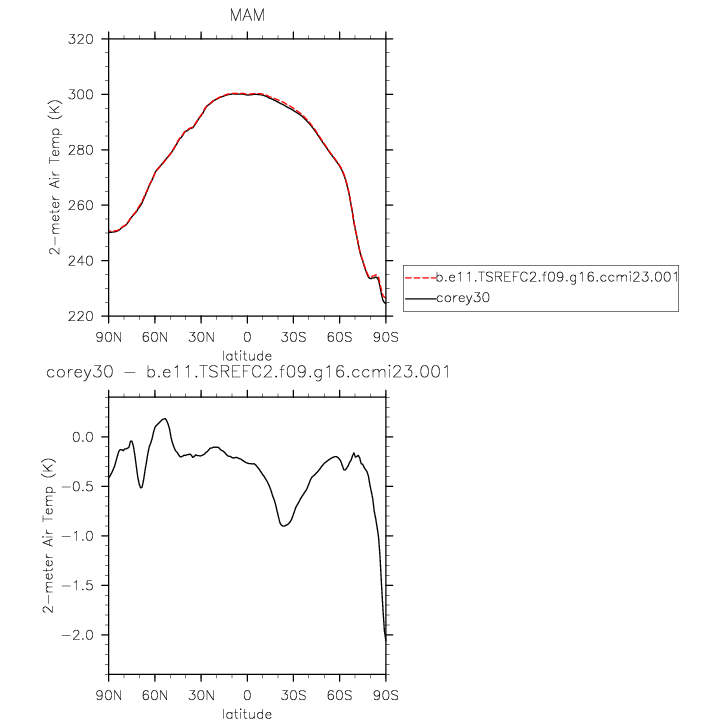 MAM
320
300
280
260
240
220
2-meter Air Temp (K)
90N 60N 30N 0 30S 60S 90S
latitude
b.e11.TSREFC2.f09.g16.ccmi23.001
corey30
corey30 - b.e11.TSREFC2.f09.g16.ccmi23.001
0.0
-0.5
-1.0
-1.5
-2.0
2-meter Air Temp (K)
90N 60N 30N 0 30S 60S 90S
latitude